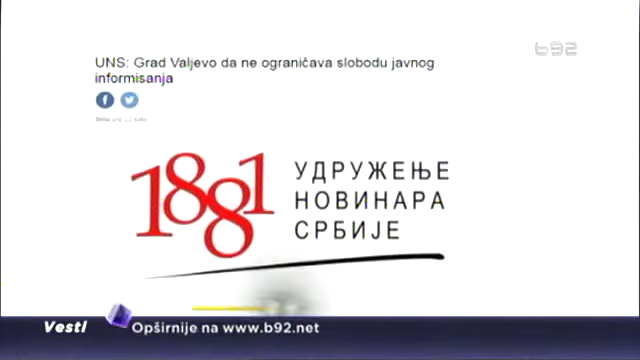 b92
UNS: Grad Valjevo da ne ograničava slobodu javnog
informisanja
1881
УДРУЖЕЊЕ
НОВИНАРА
СРБИЈЕ
Vesti
Opširnije na www.b92.net